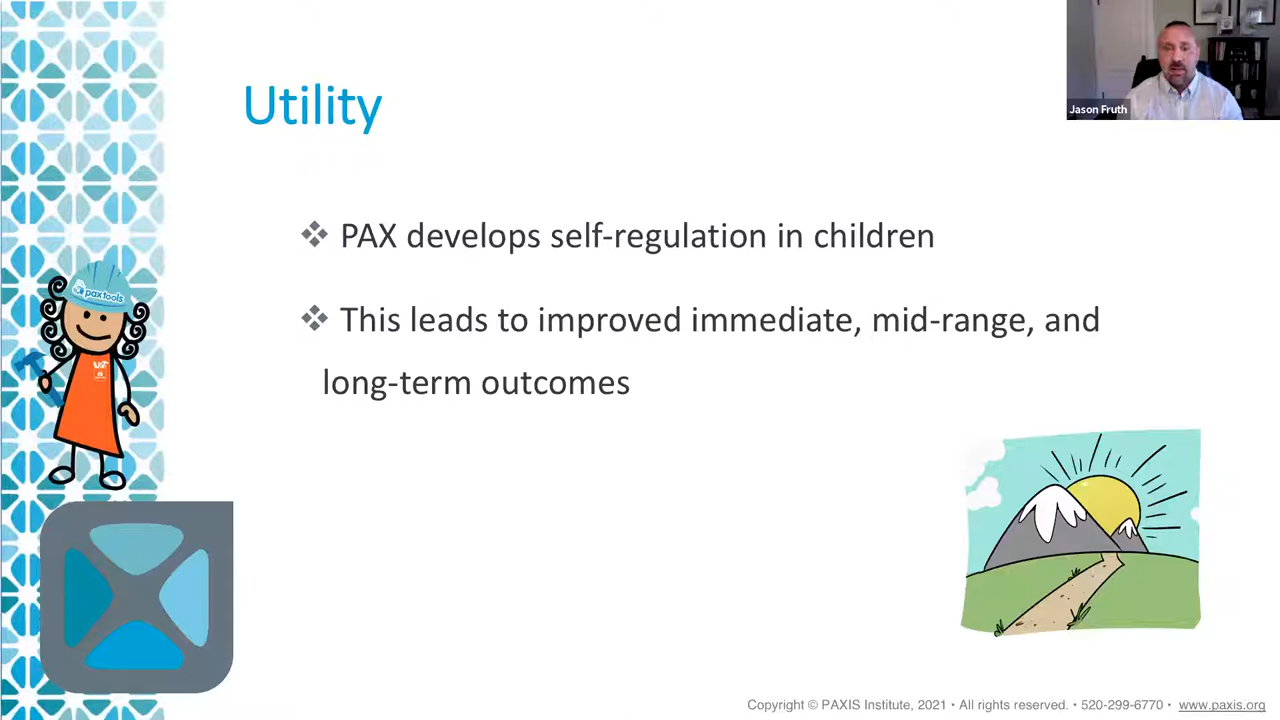 Utility
Jason Fruth
❖ PAX develops self-regulation in children
❖ This leads to improved immediate, mid-range, and
long-term outcomes
paxtools
Copyright © PAXIS Institute, 2021 • All rights reserved. • 520-299-6770 • www.paxis.org